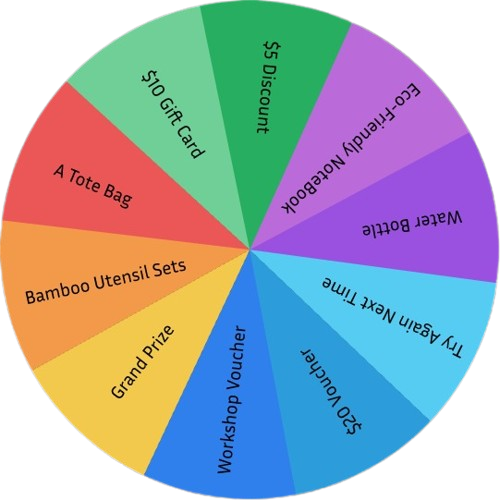 $5 Discount
Eco-Friendly NoteBook
Water Bottle
Try Again Next Time
$20 Voucher
Workshop Voucher
Grand Prize
Bamboo Utensil Sets
A Tote Bag
$10 Gift Card